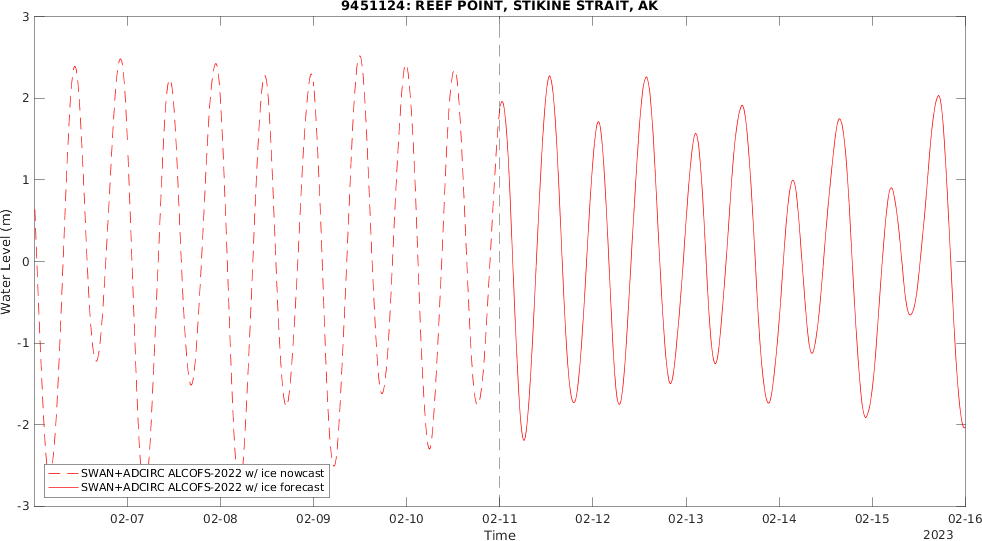 9451124: REEF POINT, STIKINE STRAIT, AK
3
2
1
0
-1
-2
-3
Water Level (m)
SWAN+ADCIRC ALCOFS-2022 w/ ice nowcast
SWAN+ADCIRC ALCOFS-2022 w/ ice forecast
02-07 02-08 02-09 02-10 02-11 02-12 02-13 02-14 02-15 02-16
Time
2023